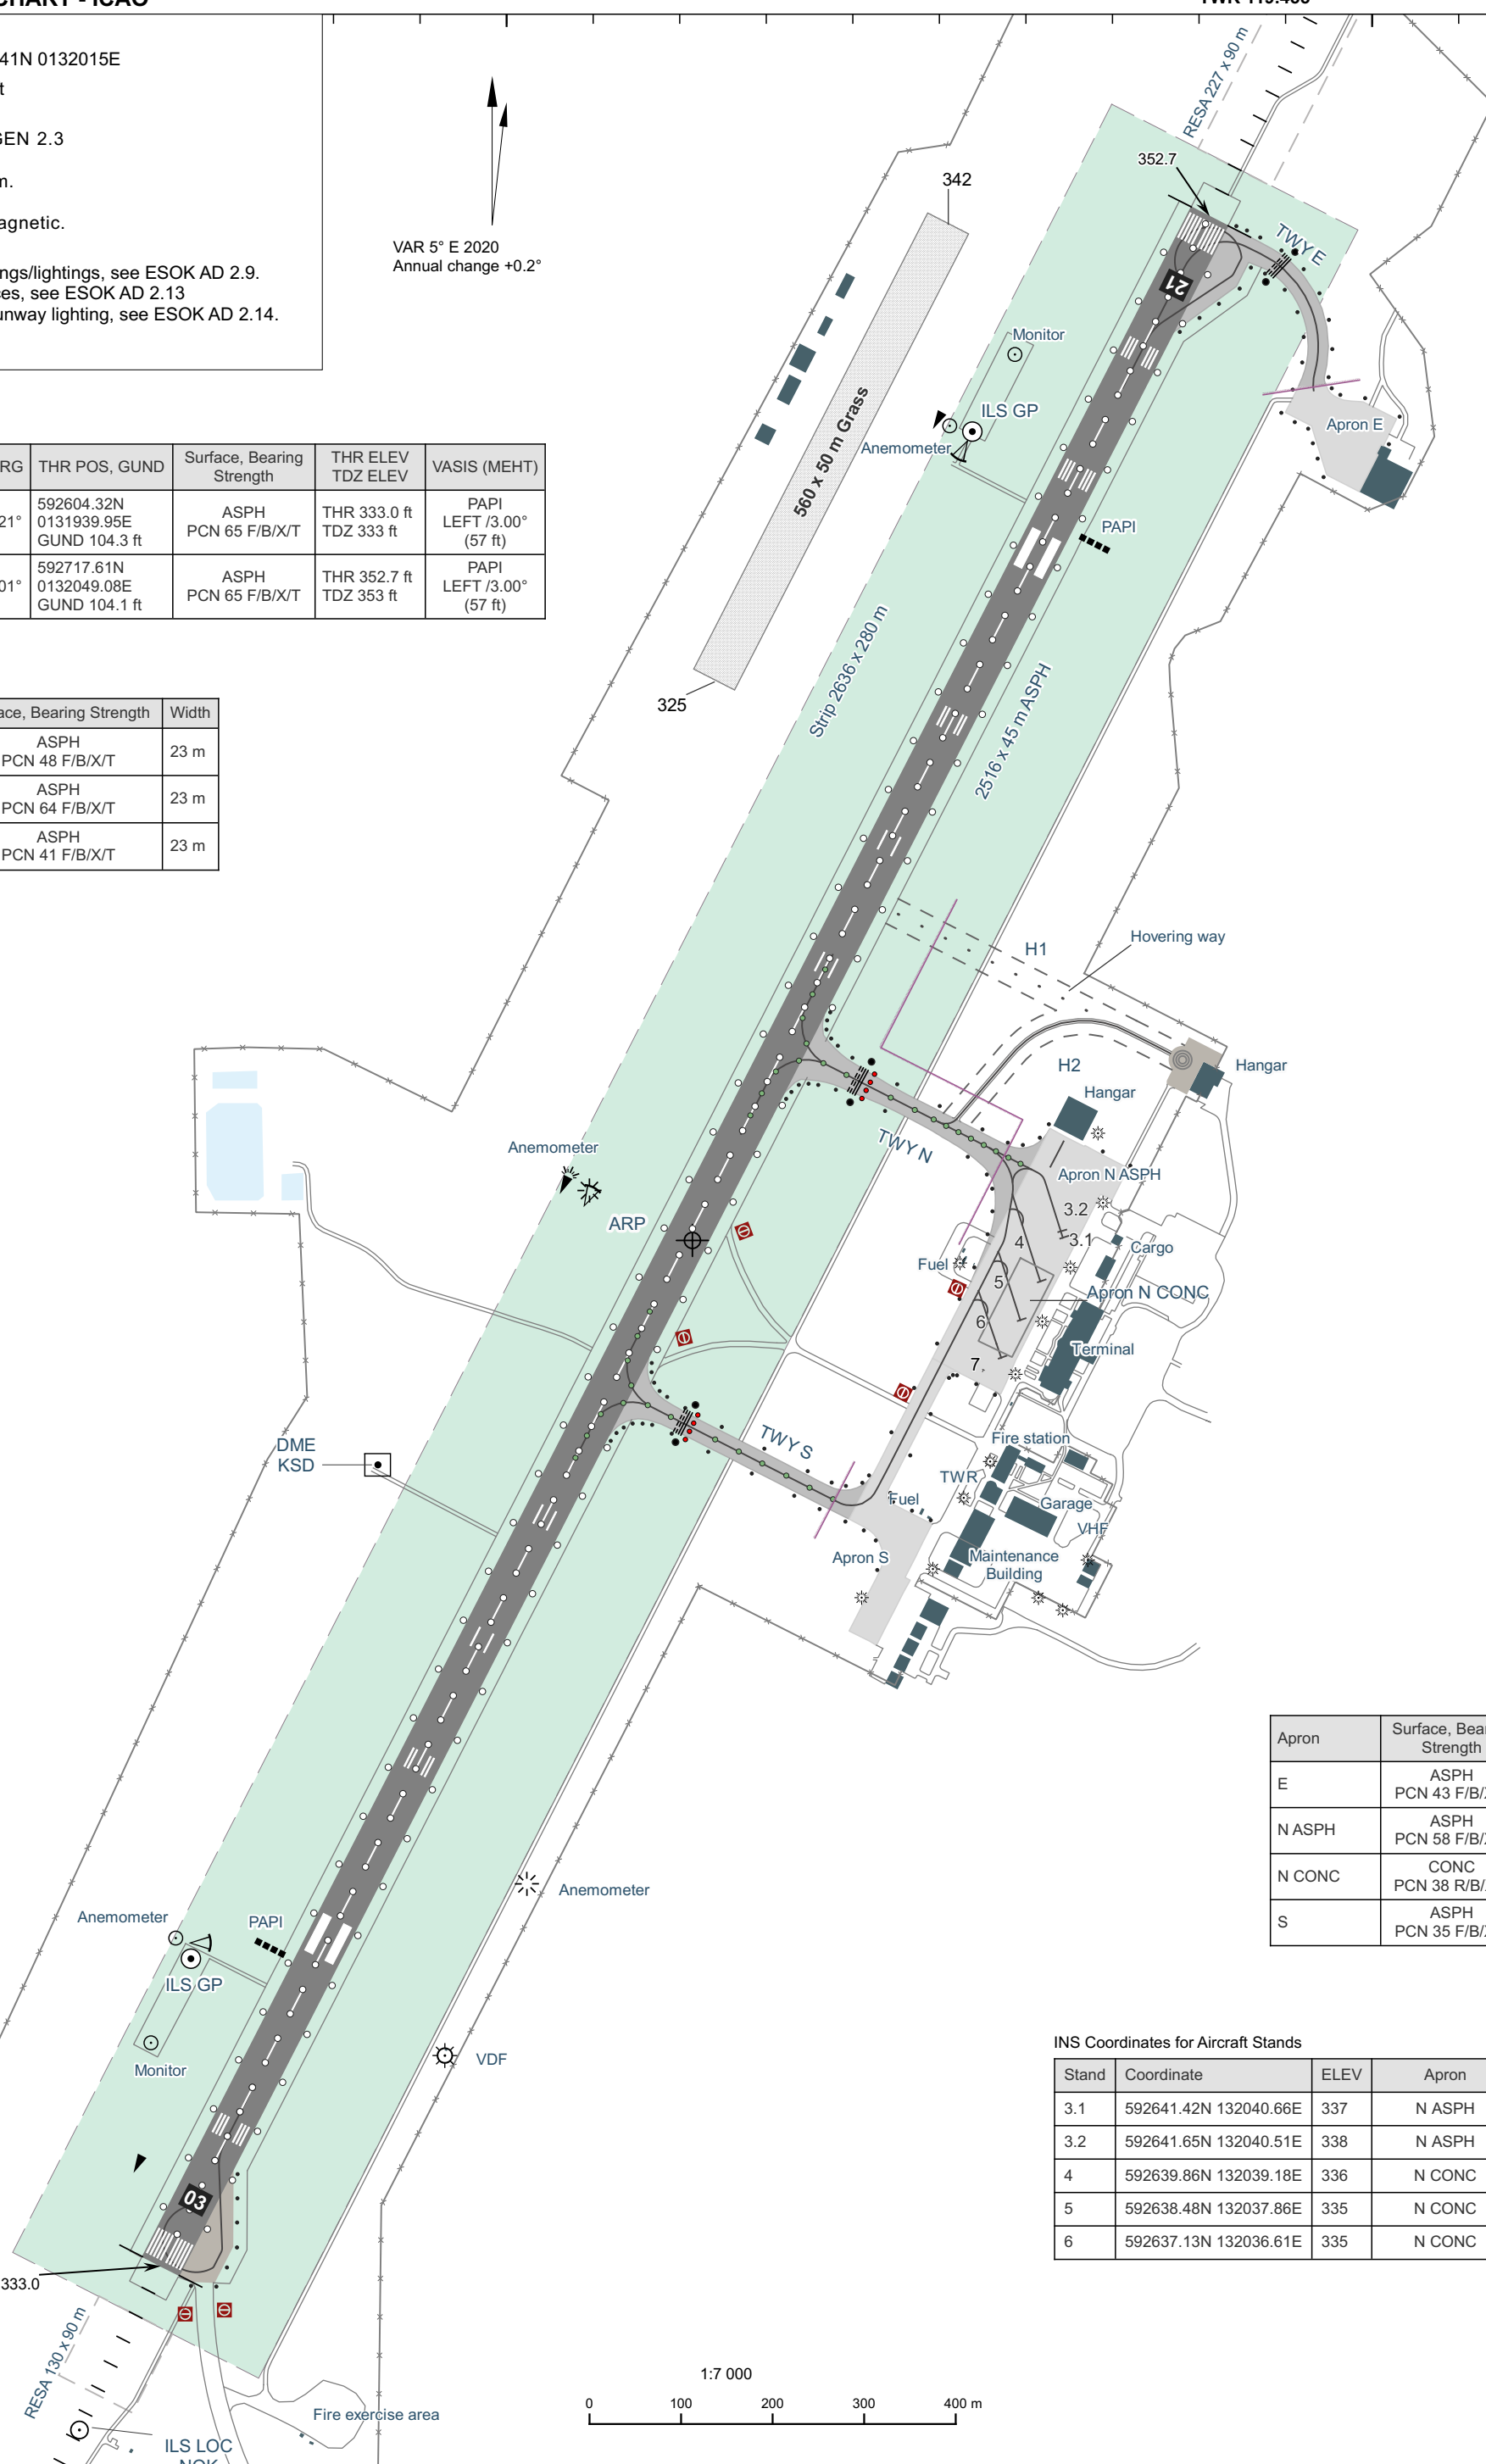 CHART - ICAO
41N 0132015E
t
GEN 2.3
m.
agnetic.
ngs/lightings, see ESOK AD 2.9.
ces, see ESOK AD 2.13
unway lighting, see ESOK AD 2.14.
VAR 5° E 2020
Annual change +0.2°
RESA 227 x 90 m
352.7
342
TWY E
21
Monitor
ILS GP
Anemometer
Apron E
560 x 50 m Grass
PAPI
RG THR POS, GUND Surface, Bearing Strength THR ELEV TDZ ELEV VASIS (MEHT)
21° 592604.32N 0131939.95E GUND 104.3 ft ASPH PCN 65 F/B/X/T THR 333.0 ft TDZ 333 ft PAPI LEFT /3.00° (57 ft)
01° 592717.61N 0132049.08E GUND 104.1 ft ASPH PCN 65 F/B/X/T THR 352.7 ft TDZ 353 ft PAPI LEFT /3.00° (57 ft)
Strip 2636 x 280 m
2516 x 45 m ASPH
325
ace, Bearing Strength Width
ASPH PCN 48 F/B/X/T 23 m
ASPH PCN 64 F/B/X/T 23 m
ASPH PCN 41 F/B/X/T 23 m
H1
Hovering way
H2
Hangar
Hangar
TWY N
Anemometer
ARP
Apron N ASPH
3.2
3.1
4
Cargo
Fuel
5
Apron N CONC
6
Terminal
7
DME
KSD
TWY S
Fire station
TWR
Fuel
Garage
VHF
Apron S
Maintenance
Building
Anemometer
Anemometer
PAPI
ILS GP
Monitor
VDF
03
333.0
RESA 130 x 90 m
Fire exercise area
ILS LOC
Apron Surface, Bea Strength
E ASPH PCN 43 F/B/
N ASPH ASPH PCN 58 F/B/
N CONC CONC PCN 38 R/B/
S ASPH PCN 35 F/B/
INS Coordinates for Aircraft Stands
Stand Coordinate ELEV Apron
3.1 592641.42N 132040.66E 337 N ASPH
3.2 592641.65N 132040.51E 338 N ASPH
4 592639.86N 132039.18E 336 N CONC
5 592638.48N 132037.86E 335 N CONC
6 592637.13N 132036.61E 335 N CONC
1:7 000
0 100 200 300 400 m